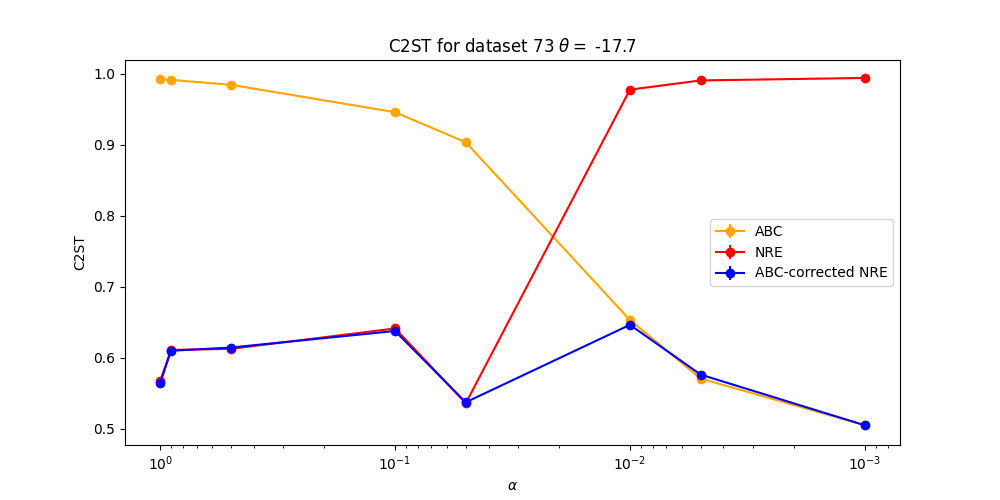 C2ST for dataset 73 θ = -17.7
C2ST
1.0
0.9
0.8
0.7
0.6
0.5
ABC
NRE
ABC-corrected NRE
10⁰
10⁻¹
10⁻²
10⁻³
α